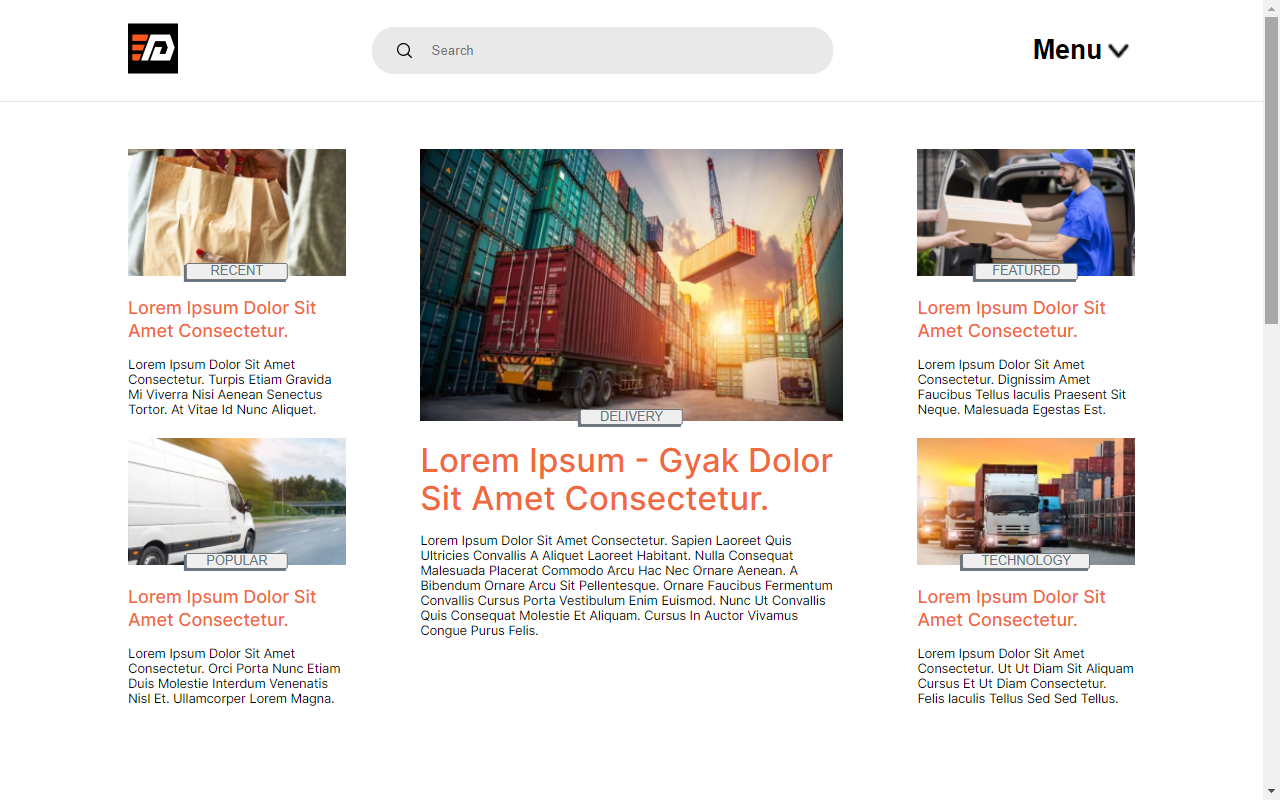 Search
Menu
RECENT
Lorem Ipsum Dolor Sit
Amet Consectetur.
Lorem Ipsum Dolor Sit Amet
Consectetur. Turpis Etiam Gravida
Mi Viverra Nisi Aenean Senectus
Tortor. At Vitae Id Nunc Aliquet.
POPULAR
Lorem Ipsum Dolor Sit
Amet Consectetur.
Lorem Ipsum Dolor Sit Amet
Consectetur. Orci Porta Nunc Etiam
Duis Molestie Interdum Venenatis
Nisl Et. Ullamcorper Lorem Magna.
DELIVERY
Lorem Ipsum - Gyak Dolor
Sit Amet Consectetur.
Lorem Ipsum Dolor Sit Amet Consectetur. Sapien Laoreet Quis
Ultricies Convallis A Aliquet Laoreet Habitant. Nulla Consequat
Malesuada Placerat Commodo Arcu Hac Nec Ornare Aenean. A
Bibendum Ornare Arcu Sit Pellentesque. Ornare Faucibus Fermentum
Convallis Cursus Porta Vestibulum Enim Euismod. Nunc Ut Convallis
Quis Consequat Molestie Et Aliquam. Cursus In Auctor Vivamus
Congue Purus Felis.
FEATURED
Lorem Ipsum Dolor Sit
Amet Consectetur.
Lorem Ipsum Dolor Sit Amet
Consectetur. Dignissim Amet
Faucibus Tellus Iaculis Praesent Sit
Neque. Malesuada Egestas Est.
TECHNOLOGY
Lorem Ipsum Dolor Sit
Amet Consectetur.
Lorem Ipsum Dolor Sit Amet
Consectetur. Ut Ut Diam Sit Aliquam
Cursus Et Ut Diam Consectetur.
Felis Iaculis Tellus Sed Sed Tellus.